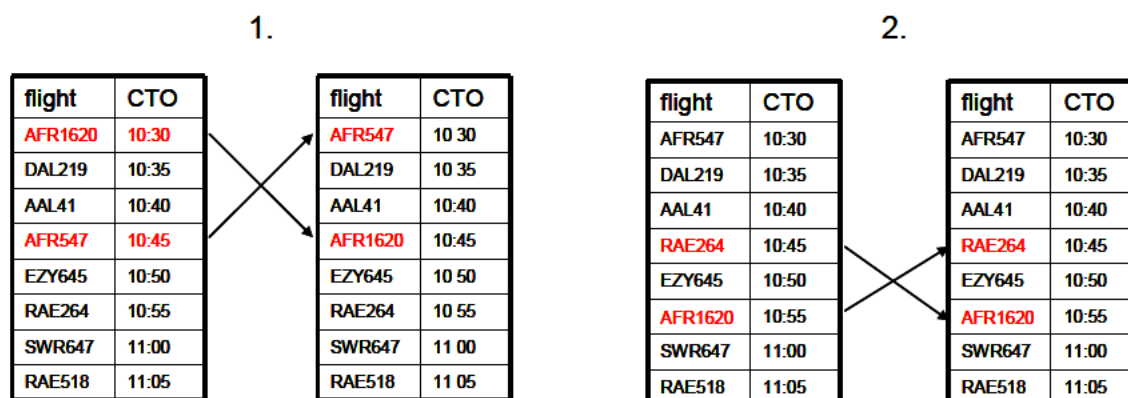 1.
flight CTO
AFR1620 10:30
DAL219 10:35
AAL41 10:40
AFR547 10:45
EZY645 10:50
RAE264 10:55
SWR647 11:00
RAE518 11:05
flight CTO
AFR547 10 30
DAL219 10 35
AAL41 10:40
AFR1620 10:45
EZY645 10 50
RAE264 10 55
SWR647 11 00
RAE518 11 05
2.
flight CTO
AFR547 10:30
DAL219 10:35
AAL41 10:40
RAE264 10:45
EZY645 10:50
AFR1620 10:55
SWR647 11:00
RAE518 11:05
flight CTO
AFR547 10:30
DAL219 10:35
AAL41 10:40
RAE264 10:45
EZY645 10:50
AFR1620 10:55
SWR647 11:00
RAE518 11:05